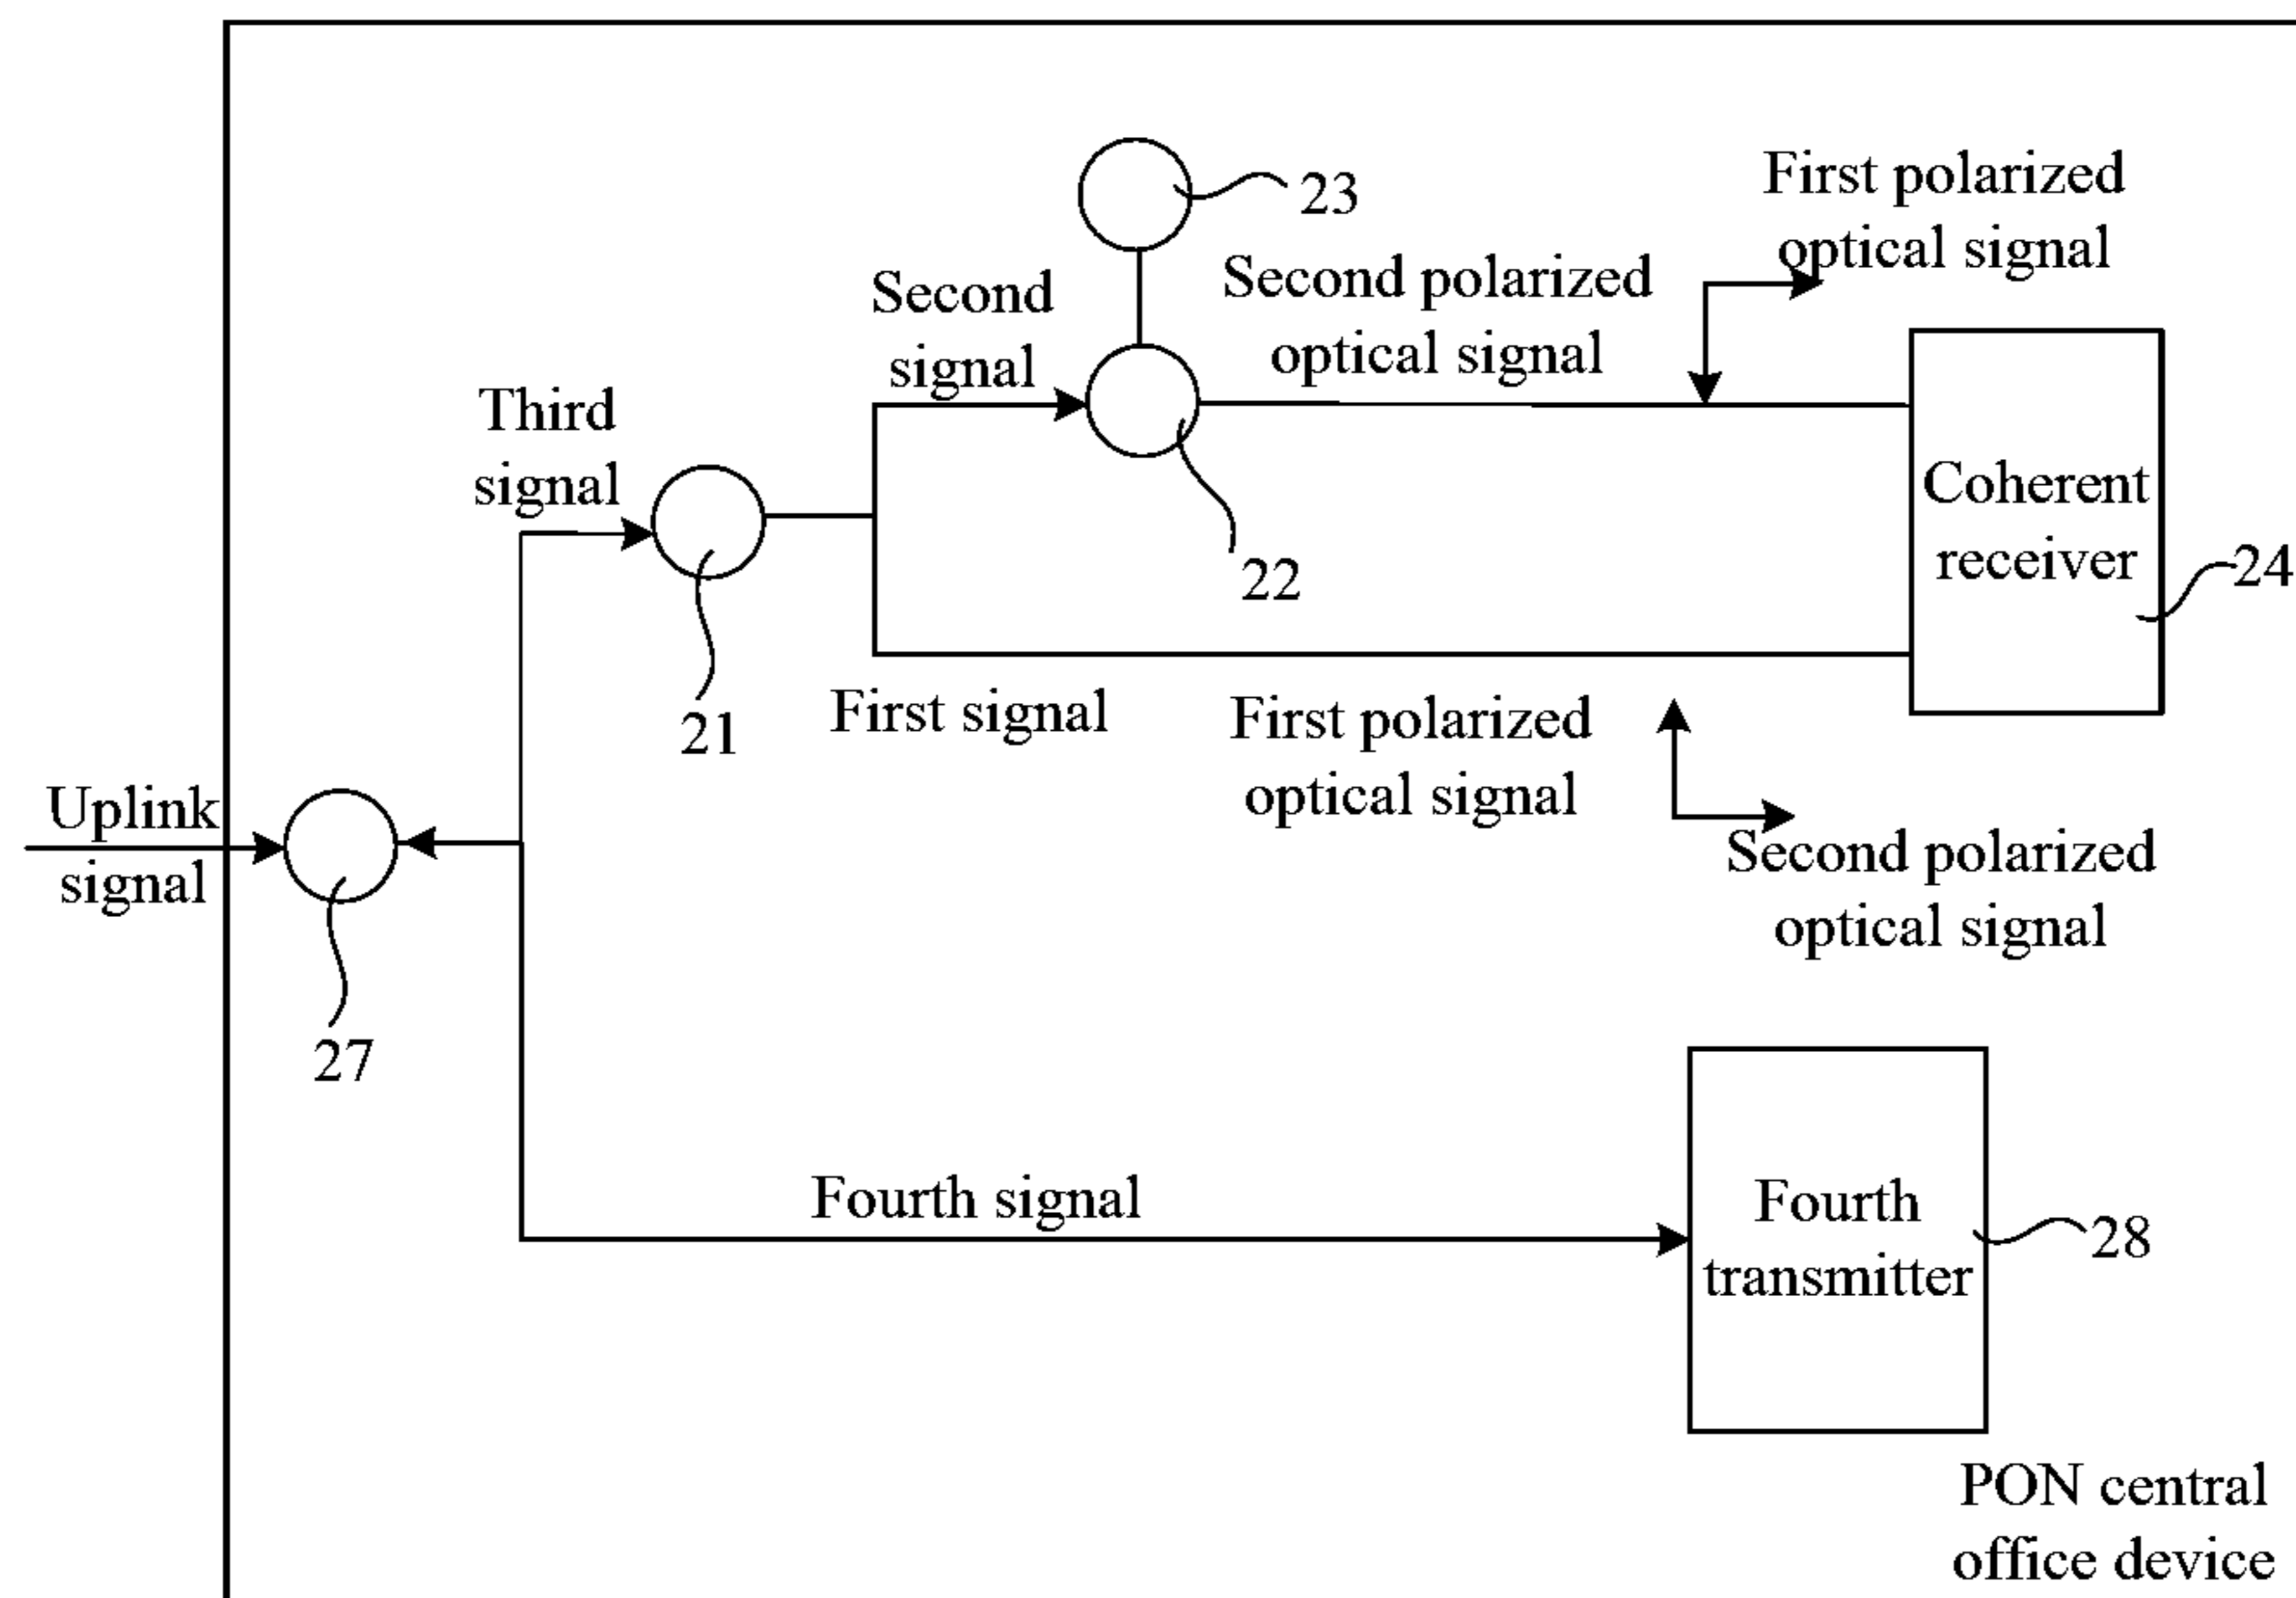 23
First polarized
optical signal
Second
signal
Second polarized
optical signal
Third
signal
Coherent
receiver
24
22
21
First signal
First polarized
optical signal
Uplink
signal
Second polarized
optical signal
27
Fourth signal
Fourth
transmitter
28
PON central
office device